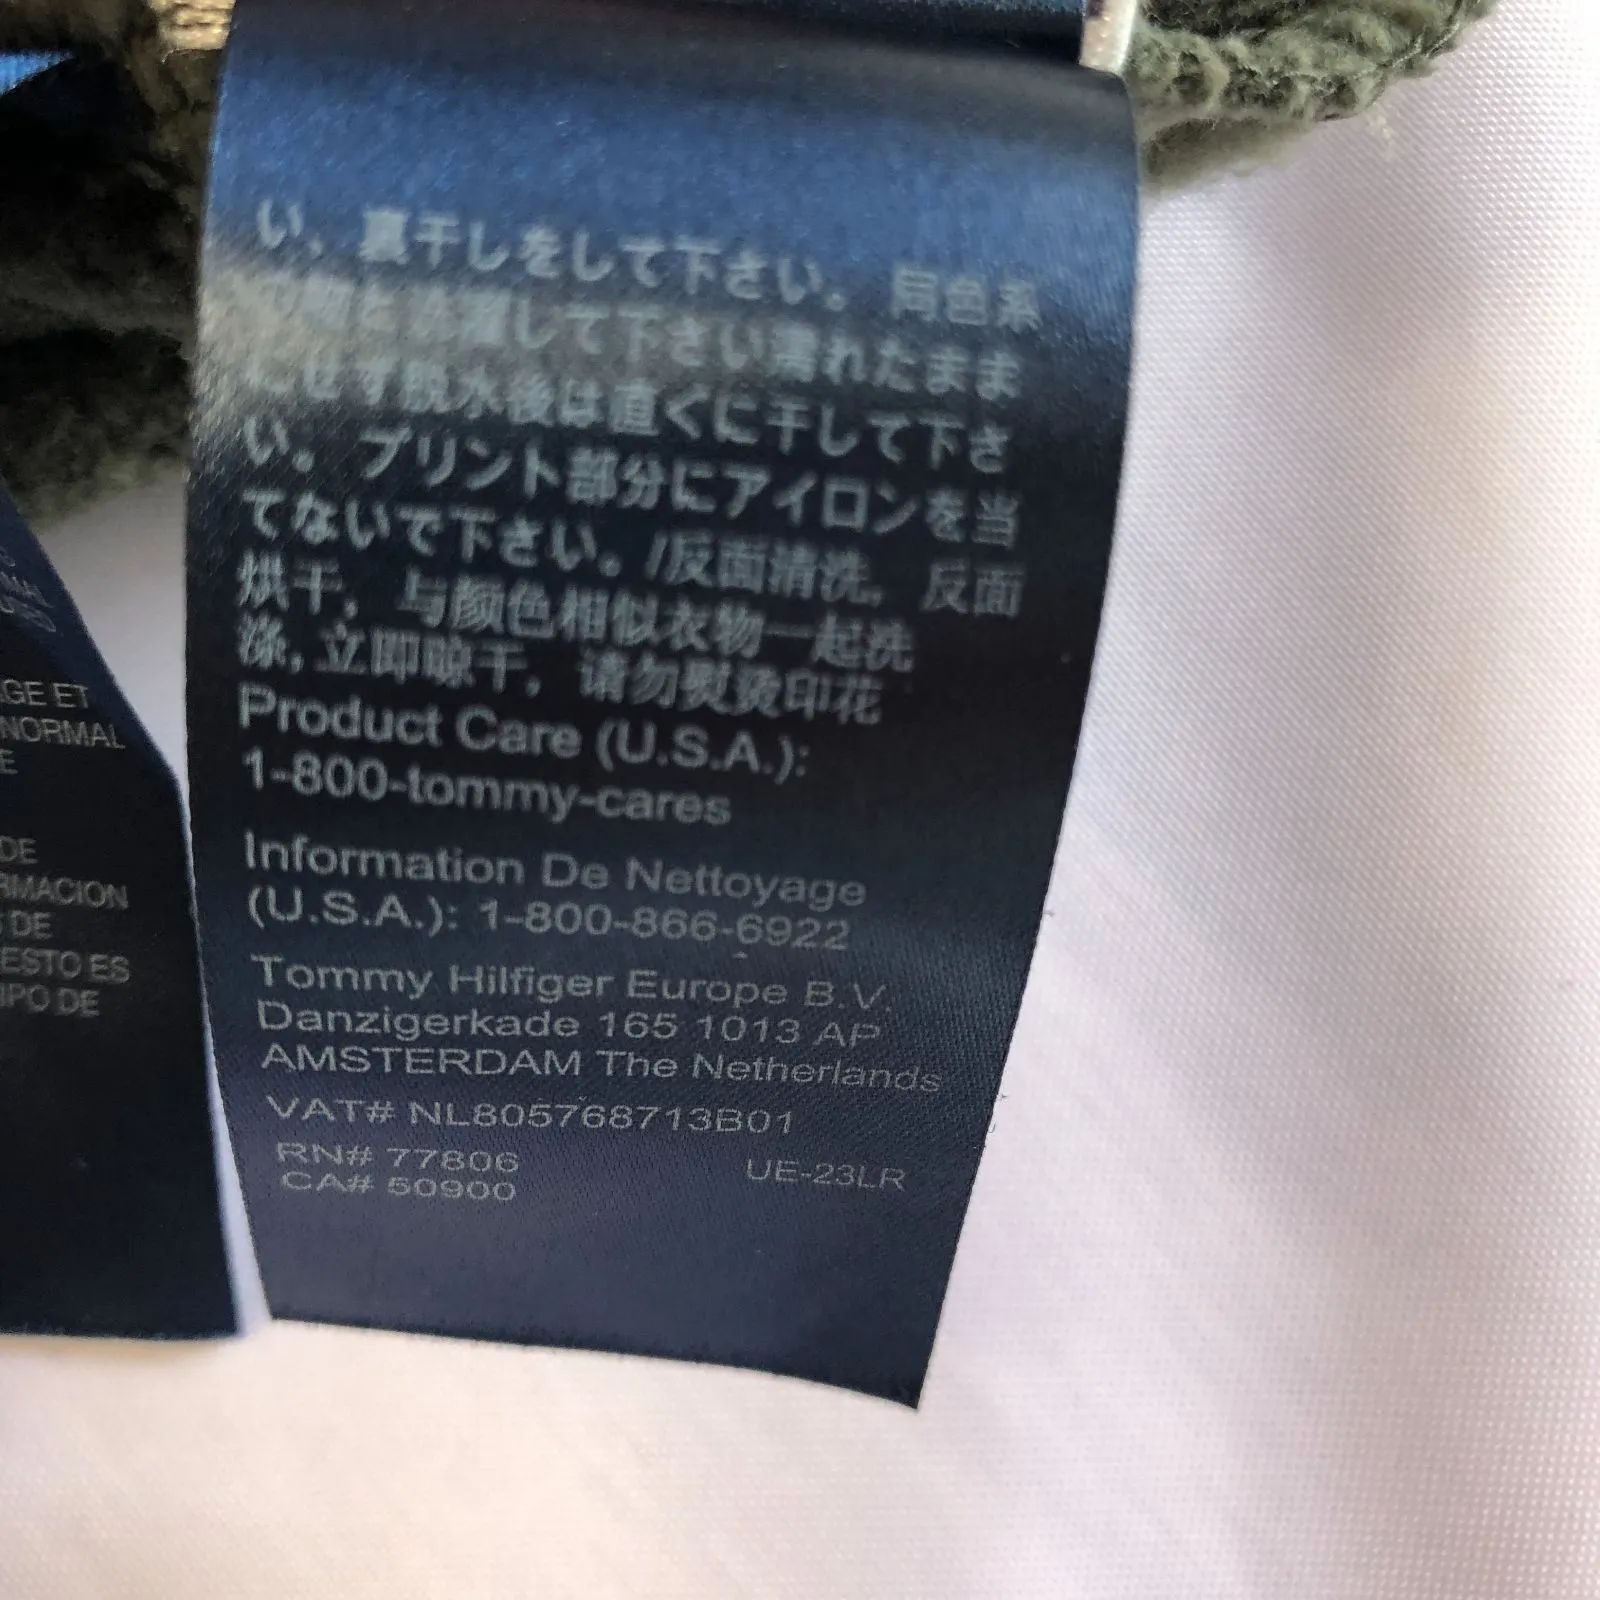 い、裏干しをして下さい。同色系
の物と洗濯して下さい濡れたまま
にせず脱水後は直くに干して下さ
い。プリント部分にアイロンを当
てないで下さい。/反面清洗, 反面
烘干, 与颜色相似衣物一起洗
涤, 立即晾干, 请勿熨烫印花
Product Care (U.S.A.):
1-800-tommy-cares
Information De Nettoyage
(U.S.A.): 1-800-866-6922
Tommy Hilfiger Europe B.V.
Danzigerkade 165 1013 AP
AMSTERDAM The Netherlands
VAT# NL805768713B01
RN# 77806
CA# 50900
UE-23LR
GE ET
NORMAL
E
DE
RMACION
DE
ESTO ES
IPO DE